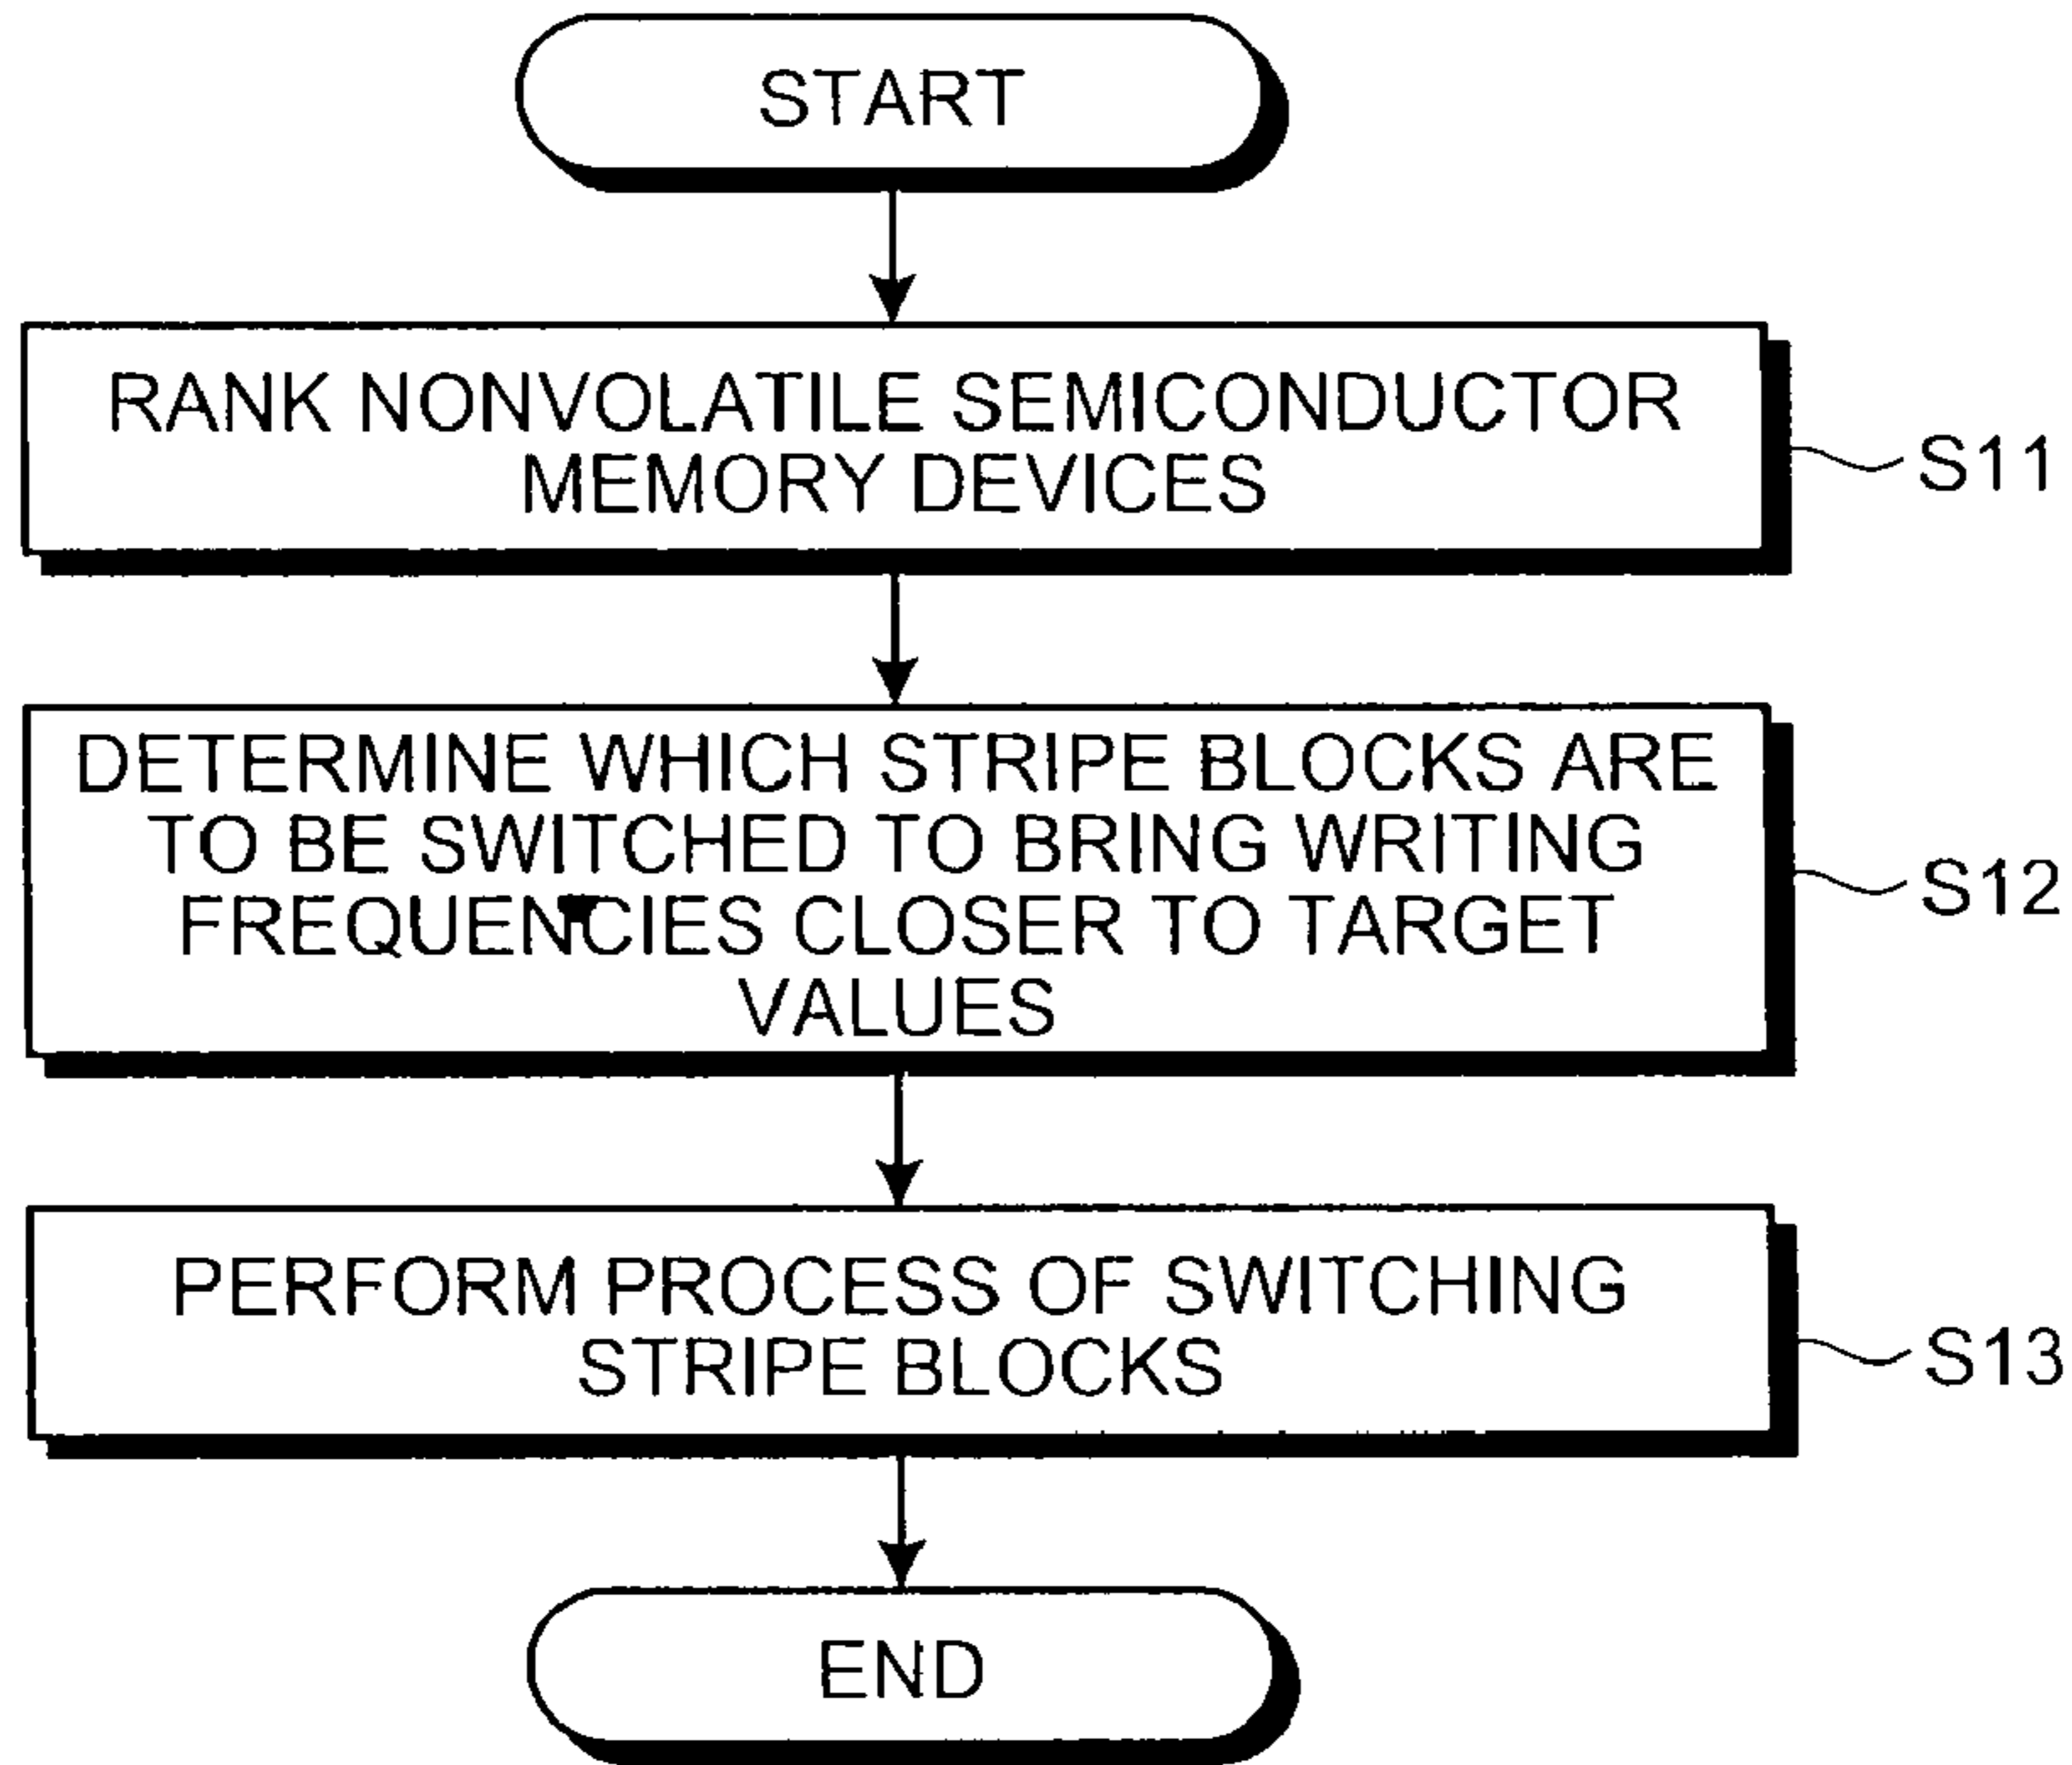 START
RANK NONVOLATILE SEMICONDUCTOR
MEMORY DEVICES
S11
DETERMINE WHICH STRIPE BLOCKS ARE
TO BE SWITCHED TO BRING WRITING
FREQUENCIES CLOSER TO TARGET
VALUES
S12
PERFORM PROCESS OF SWITCHING
STRIPE BLOCKS
S13
END